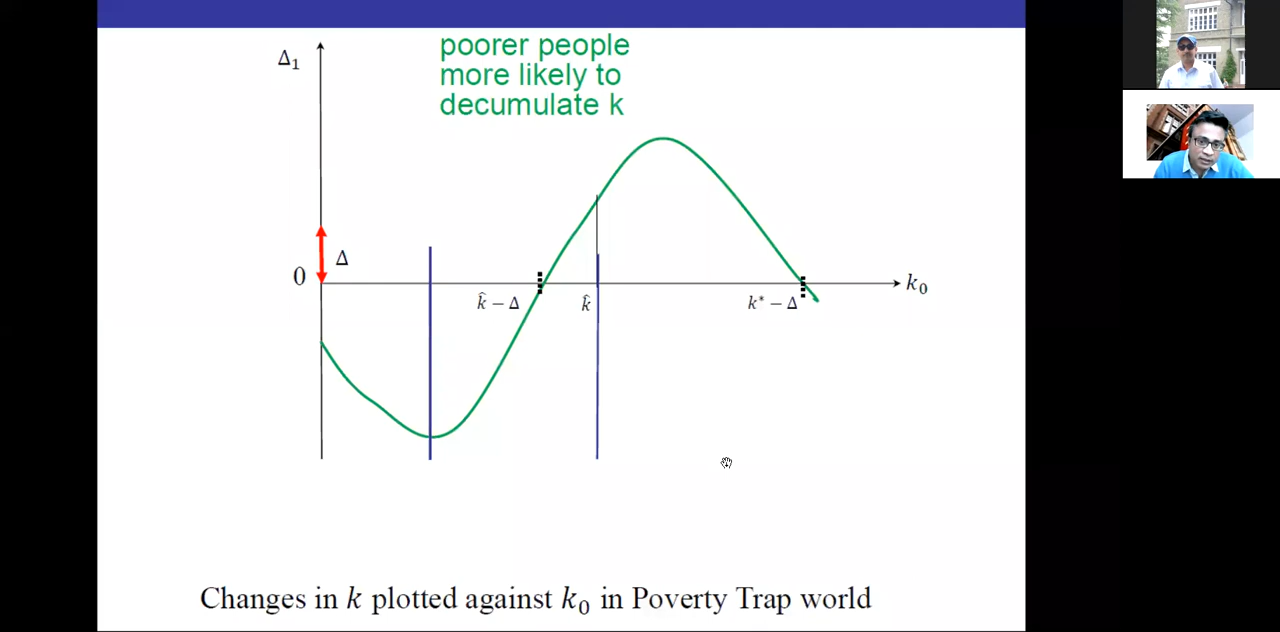 Δ₁
poorer people
more likely to
decumulate k
Δ
0
k₀
k̂ − Δ
k̂
k* − Δ
Changes in k plotted against k₀ in Poverty Trap world